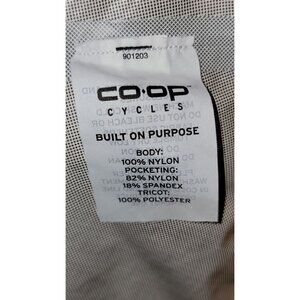 901203
CO·OP
CYCLES
BUILT ON PURPOSE
BODY:
100% NYLON
POCKETING:
82% NYLON
18% SPANDEX
TRICOT:
100% POLYESTER